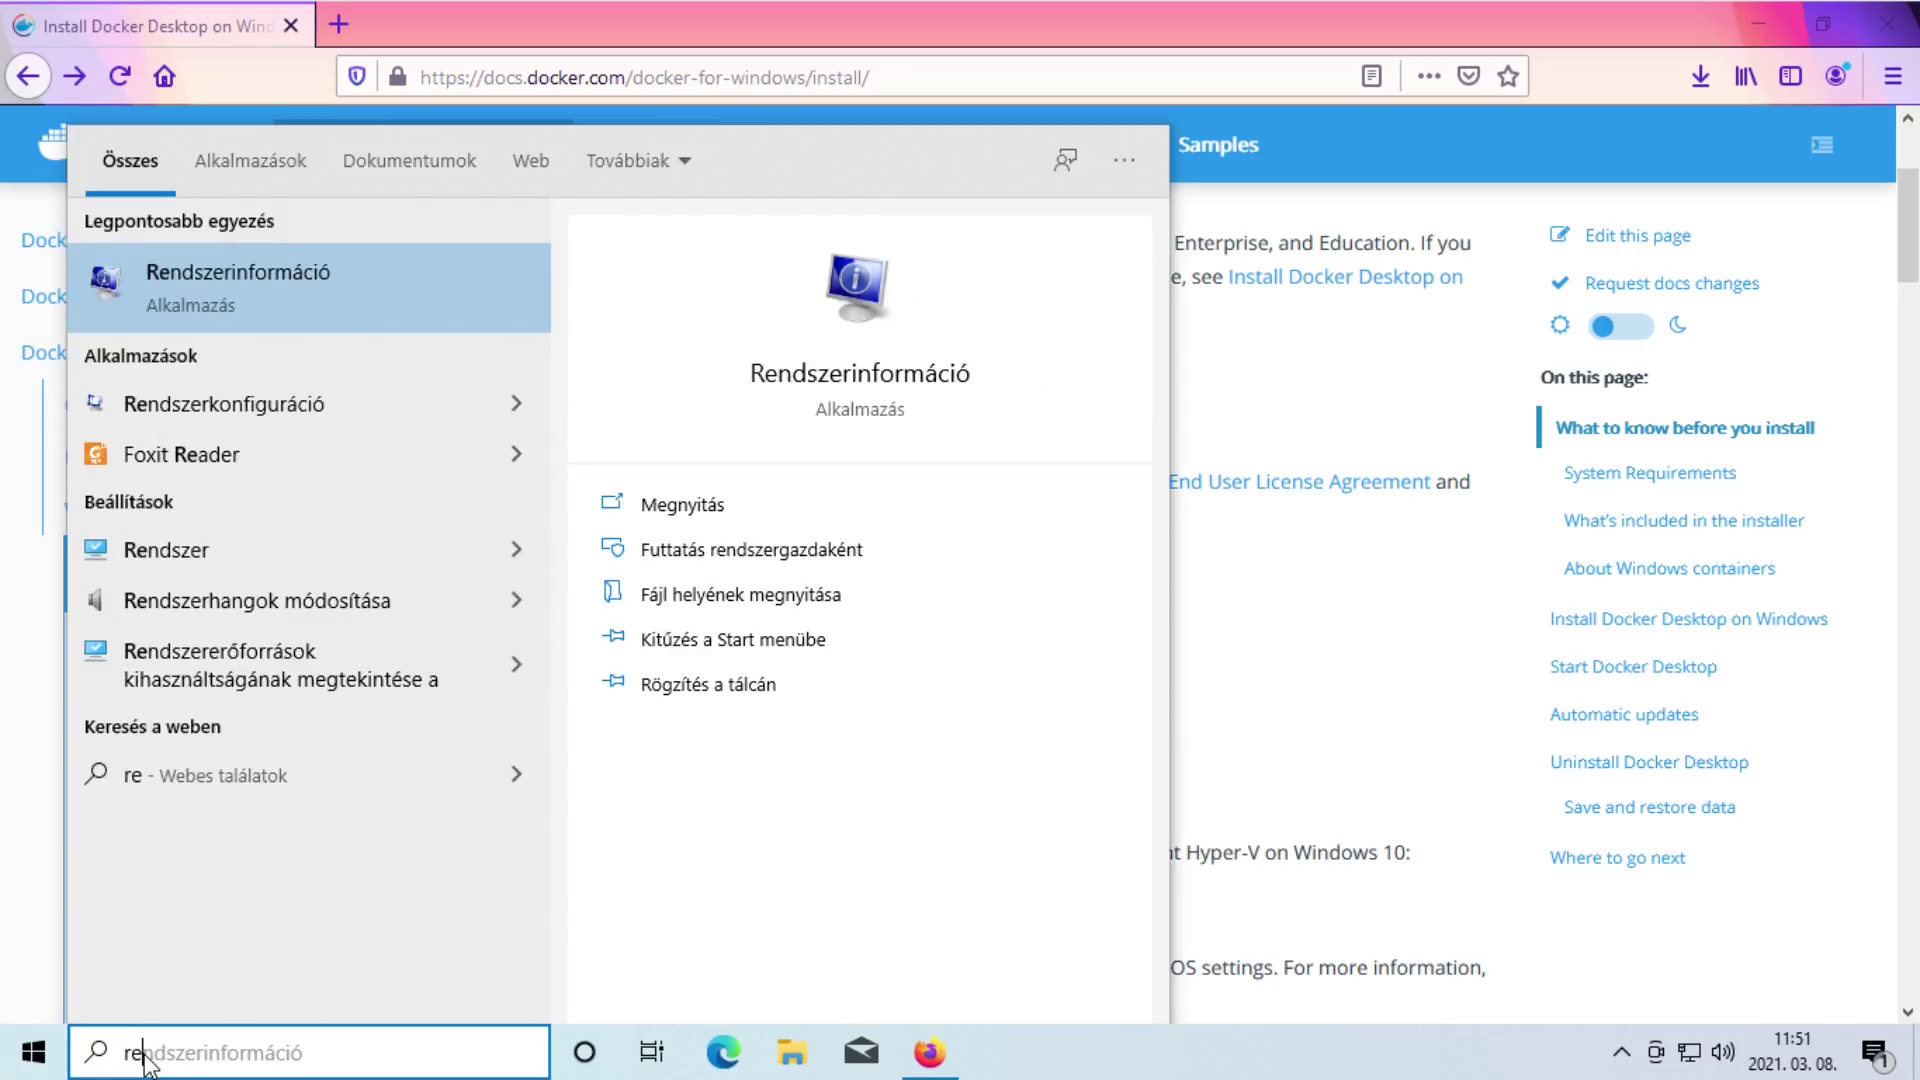 Install Docker Desktop on Wind
https://docs.docker.com/docker-for-windows/install/
Samples
Összes
Alkalmazások
Dokumentumok
Web
Továbbiak
Legpontosabb egyezés
Rendszerinformáció
Alkalmazás
Alkalmazások
Rendszerkonfiguráció
Foxit Reader
Beállítások
Rendszer
Rendszerhangok módosítása
Rendszererőforrások
kihasználtságának megtekintése a
Keresés a weben
re - Webes találatok
Rendszerinformáció
Alkalmazás
Megnyitás
Futtatás rendszergazdaként
Fájl helyének megnyitása
Kitűzés a Start menübe
Rögzítés a tálcán
Dock
Dock
Dock
Enterprise, and Education. If you
e, see Install Docker Desktop on
End User License Agreement and
t Hyper-V on Windows 10:
OS settings. For more information,
Edit this page
Request docs changes
On this page:
What to know before you install
System Requirements
What's included in the installer
About Windows containers
Install Docker Desktop on Windows
Start Docker Desktop
Automatic updates
Uninstall Docker Desktop
Save and restore data
Where to go next
rendszerinformáció
11:51
2021. 03. 08.
1